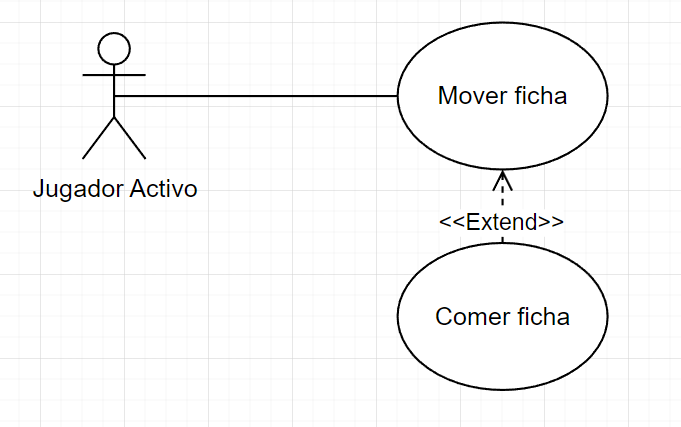 Mover ficha
Jugador Activo
<<Extend>>
Comer ficha